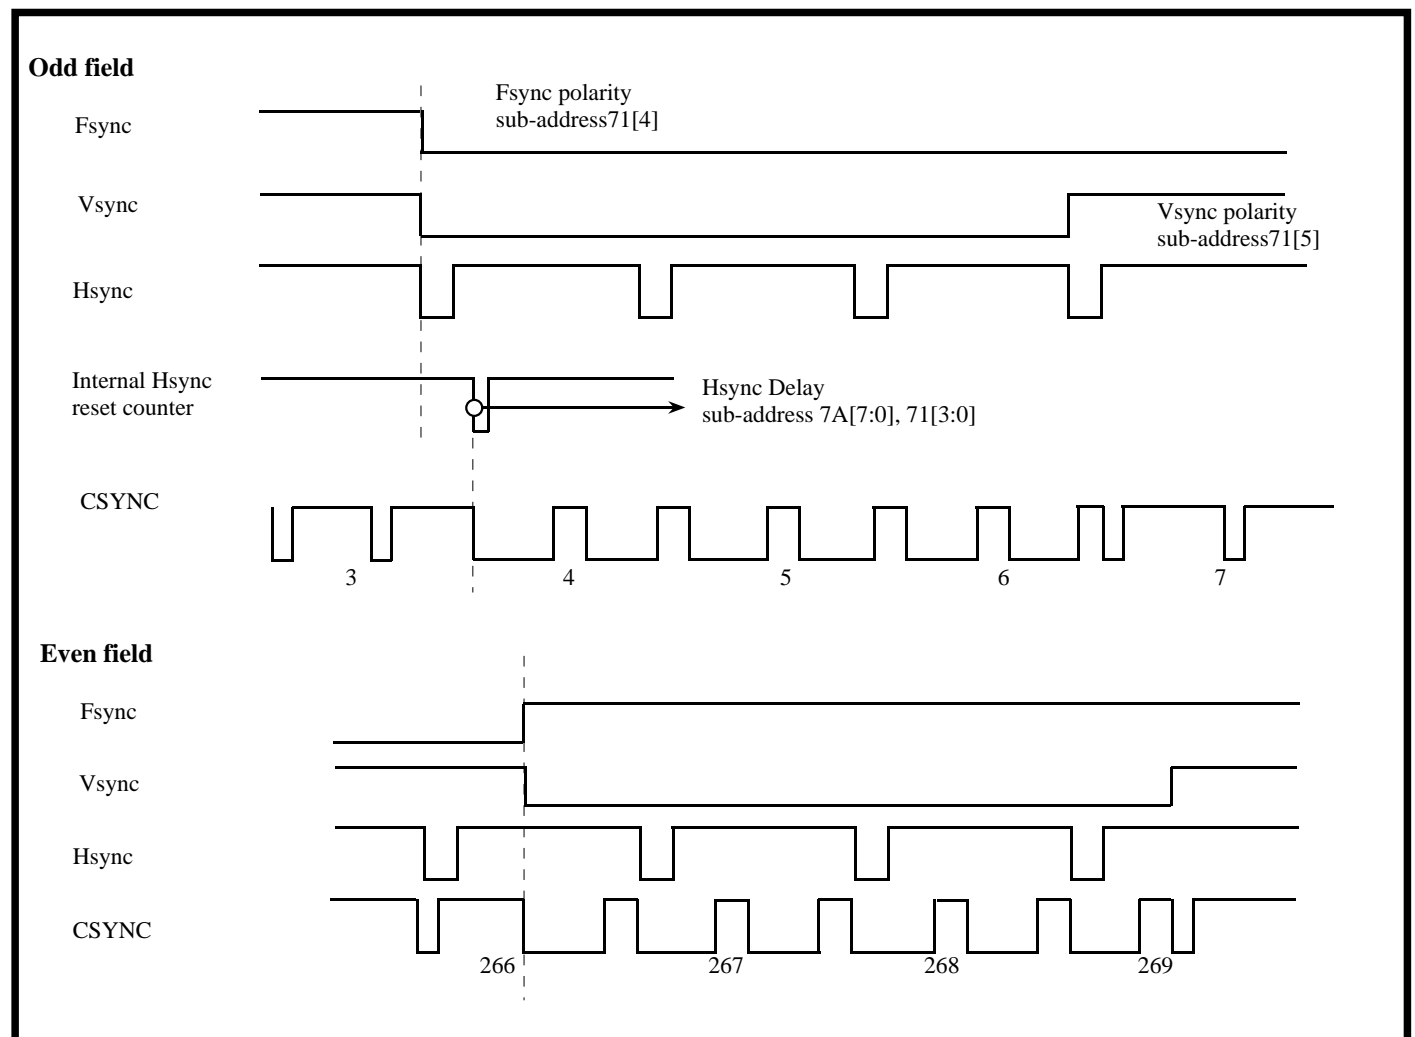 Odd field
Fsync polarity
sub-address71[4]
Fsync
Vsync
Vsync polarity
sub-address71[5]
Hsync
Internal Hsync
reset counter
Hsync Delay
sub-address 7A[7:0], 71[3:0]
CSYNC
3 4 5 6 7
Even field
Fsync
Vsync
Hsync
CSYNC
266 267 268 269